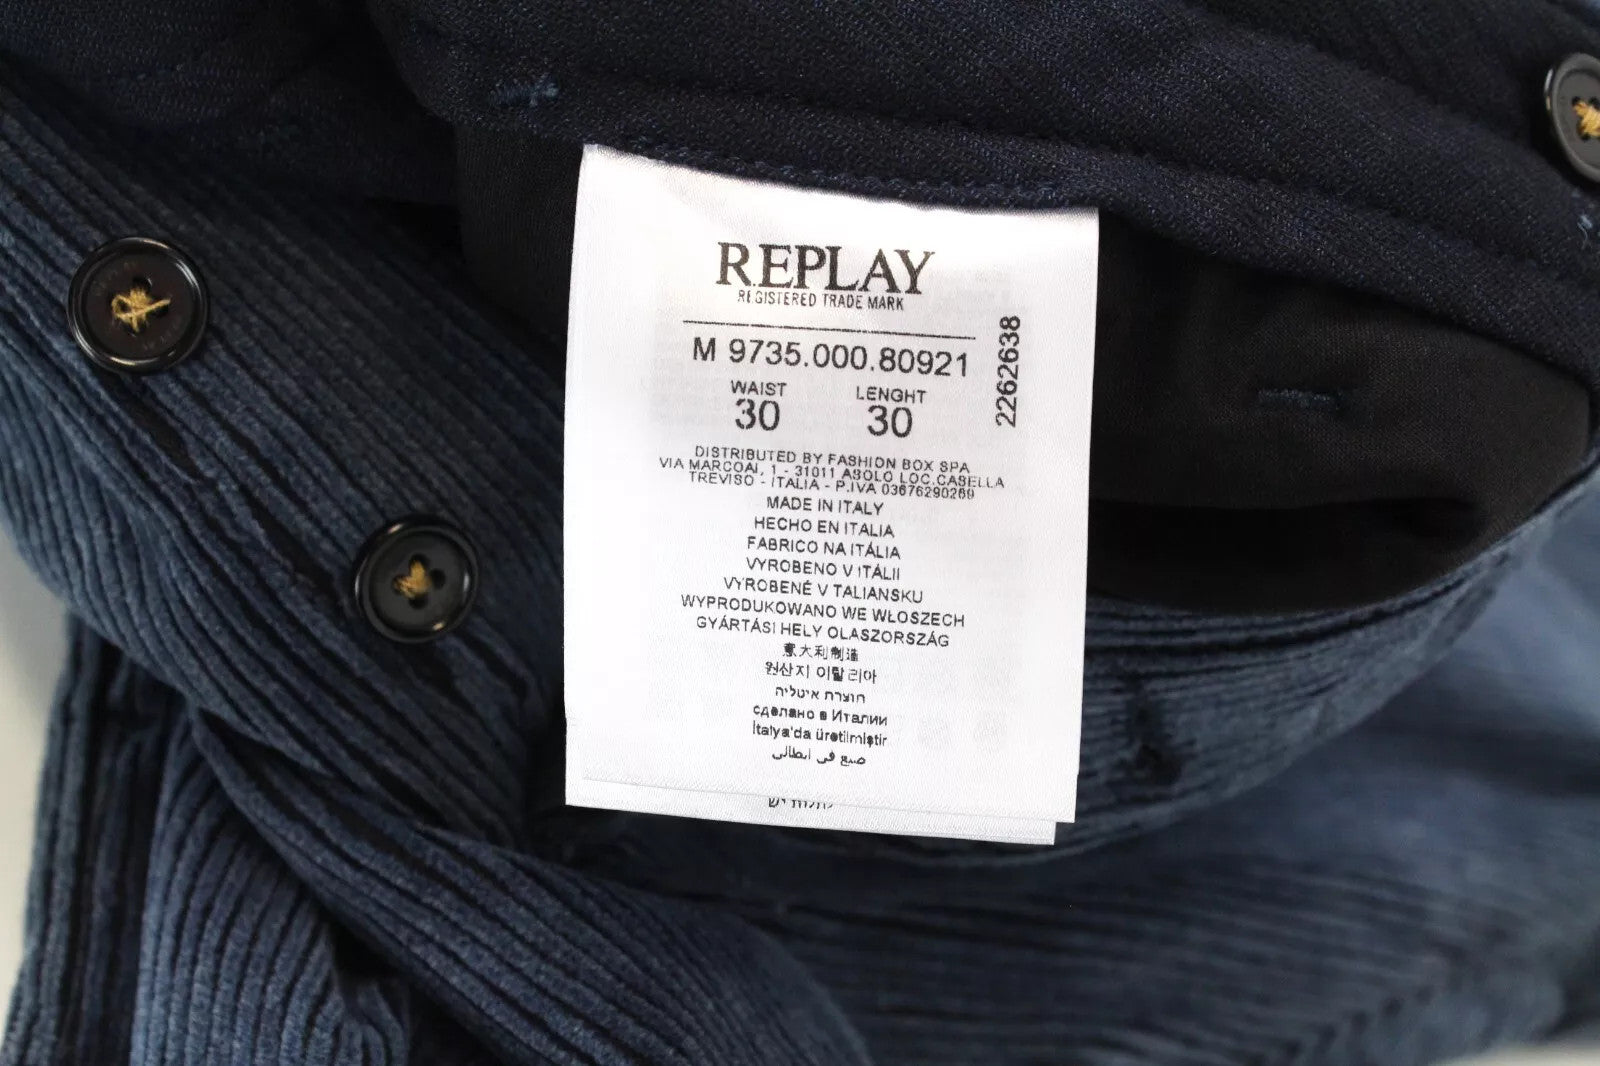 REPLAY
REGISTERED TRADE MARK
M 9735.000.80921
2262638
WAIST LENGHT
30 30
DISTRIBUTED BY FASHION BOX SPA
VIA MARCOAI, 1 - 31011 ASOLO LOC.CASELLA
TREVISO - ITALIA - P.IVA 03676290269
MADE IN ITALY
HECHO EN ITALIA
FABRICO NA ITÁLIA
VYROBENO V ITÁLII
VYROBENÉ V TALIANSKU
WYPRODUKOWANO WE WŁOSZECH
GYÁRTÁSI HELY OLASZORSZÁG
意大利制造
원산지 이탈리아
תוצרת איטליה
сделано в Италии
İtalya'da üretilmiştir
صنع في إيطالي